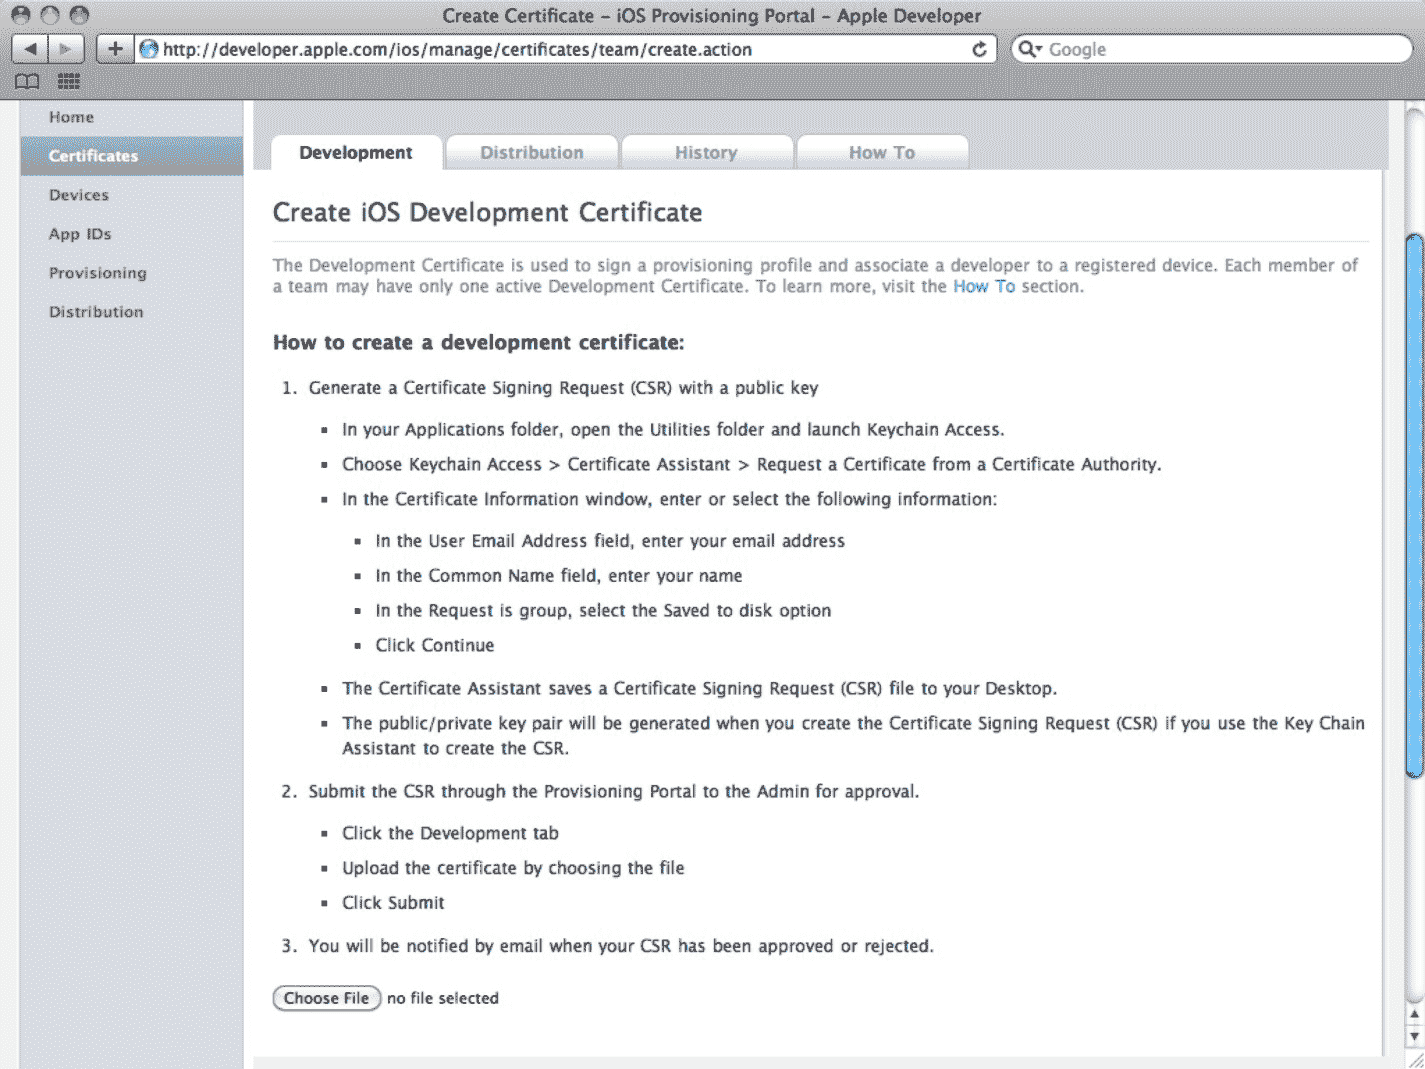 Create Certificate – iOS Provisioning Portal – Apple Developer
http://developer.apple.com/ios/manage/certificates/team/create.action
Google
Home
Certificates
Devices
App IDs
Provisioning
Distribution
Development
Distribution
History
How To
Create iOS Development Certificate
The Development Certificate is used to sign a provisioning profile and associate a developer to a registered device. Each member of
a team may have only one active Development Certificate. To learn more, visit the How To section.
How to create a development certificate:
1. Generate a Certificate Signing Request (CSR) with a public key
▪ In your Applications folder, open the Utilities folder and launch Keychain Access.
▪ Choose Keychain Access > Certificate Assistant > Request a Certificate from a Certificate Authority.
▪ In the Certificate Information window, enter or select the following information:
▪ In the User Email Address field, enter your email address
▪ In the Common Name field, enter your name
▪ In the Request is group, select the Saved to disk option
▪ Click Continue
▪ The Certificate Assistant saves a Certificate Signing Request (CSR) file to your Desktop.
▪ The public/private key pair will be generated when you create the Certificate Signing Request (CSR) if you use the Key Chain
Assistant to create the CSR.
2. Submit the CSR through the Provisioning Portal to the Admin for approval.
▪ Click the Development tab
▪ Upload the certificate by choosing the file
▪ Click Submit
3. You will be notified by email when your CSR has been approved or rejected.
Choose File no file selected